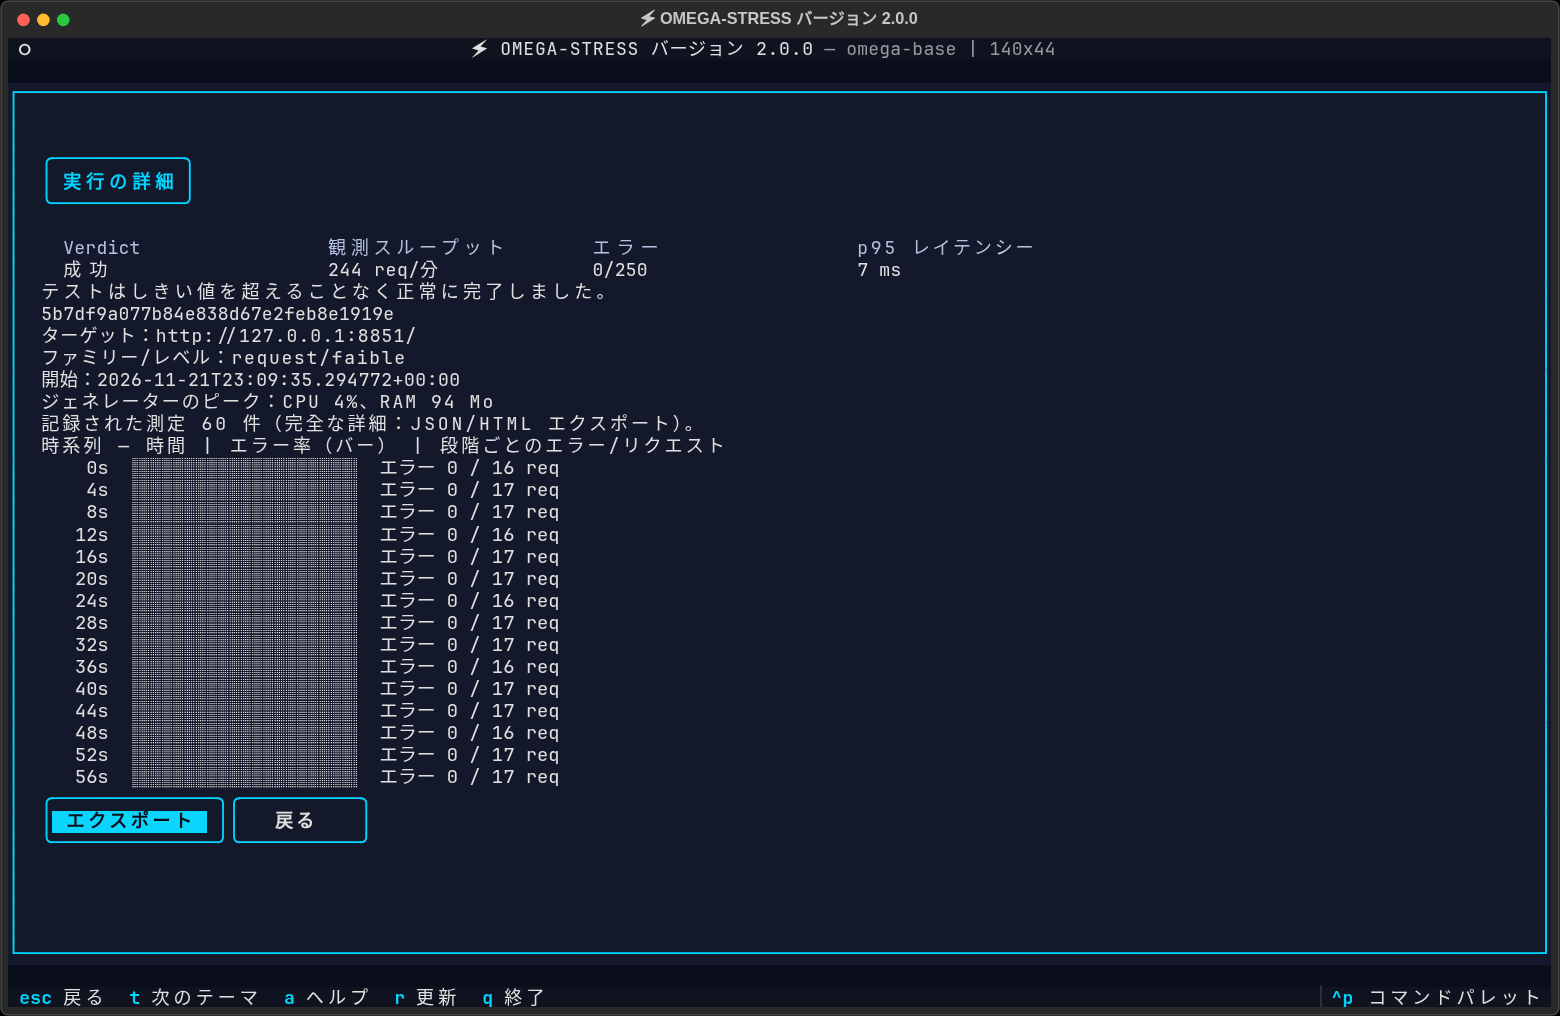 ⚡ OMEGA-STRESS バージョン 2.0.0
⚡ OMEGA-STRESS バージョン 2.0.0 — omega-base | 140x44
実行の詳細
Verdict 観測スループット エラー p95 レイテンシー
成功 244 req/分 0/250 7 ms
テストはしきい値を超えることなく正常に完了しました。
5b7df9a077b84e838d67e2feb8e1919e
ターゲット：http://127.0.0.1:8851/
ファミリー/レベル：request/faible
開始：2026-11-21T23:09:35.294772+00:00
ジェネレーターのピーク：CPU 4%、RAM 94 Mo
記録された測定 60 件（完全な詳細：JSON/HTML エクスポート）。
時系列 — 時間 | エラー率（バー） | 段階ごとのエラー/リクエスト
0s エラー 0 / 16 req
4s エラー 0 / 17 req
8s エラー 0 / 17 req
12s エラー 0 / 16 req
16s エラー 0 / 17 req
20s エラー 0 / 17 req
24s エラー 0 / 16 req
28s エラー 0 / 17 req
32s エラー 0 / 17 req
36s エラー 0 / 16 req
40s エラー 0 / 17 req
44s エラー 0 / 17 req
48s エラー 0 / 16 req
52s エラー 0 / 17 req
56s エラー 0 / 17 req
エクスポート 戻る
esc 戻る t 次のテーマ a ヘルプ r 更新 q 終了 ^p コマンドパレット